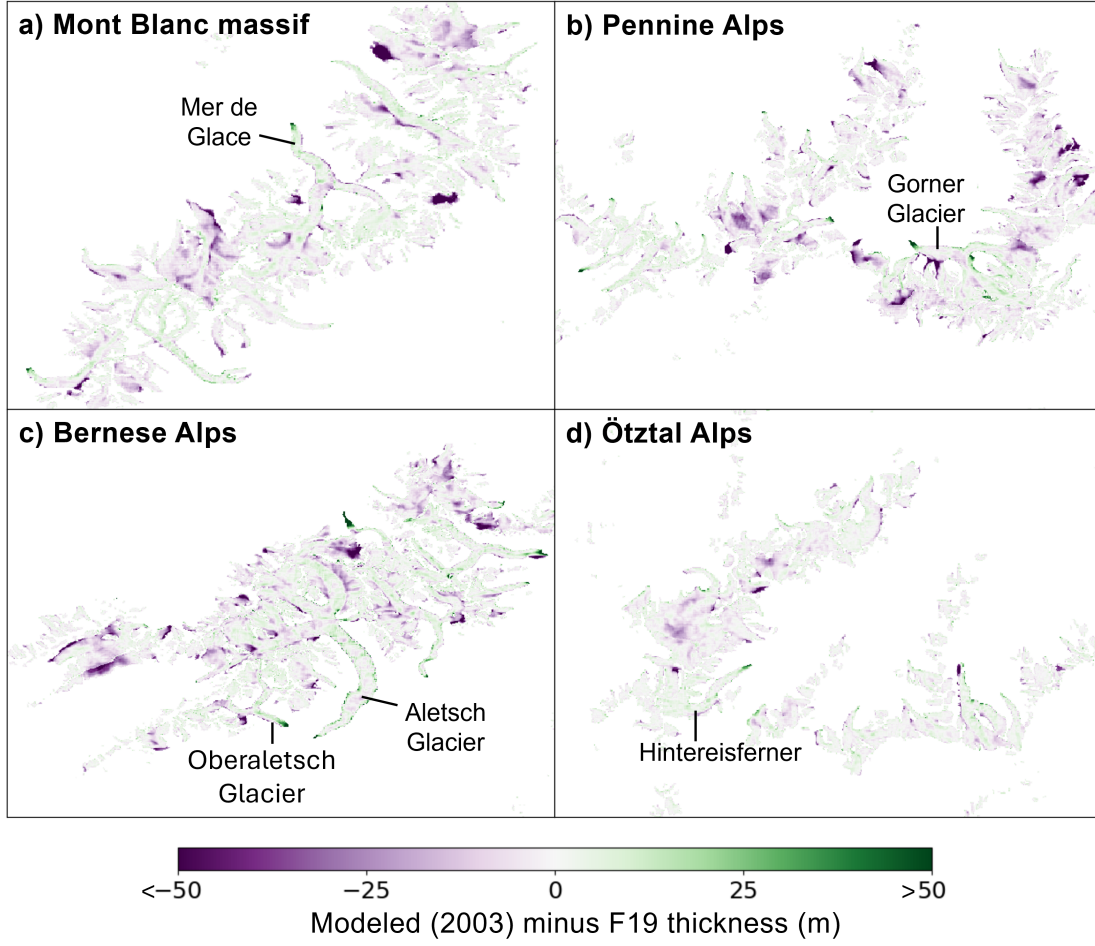 a) Mont Blanc massif
Mer de
Glace
b) Pennine Alps
Gorner
Glacier
c) Bernese Alps
Aletsch
Glacier
Oberaletsch
Glacier
d) Ötztal Alps
Hintereisferner
<−50
−25
0
25
>50
Modeled (2003) minus F19 thickness (m)